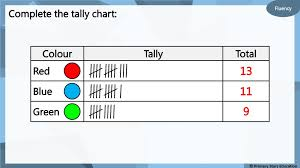 Fluency
Complete the tally chart:
Colour Tally Total
Red 13
Blue 11
Green 9
© Primary Stars Education